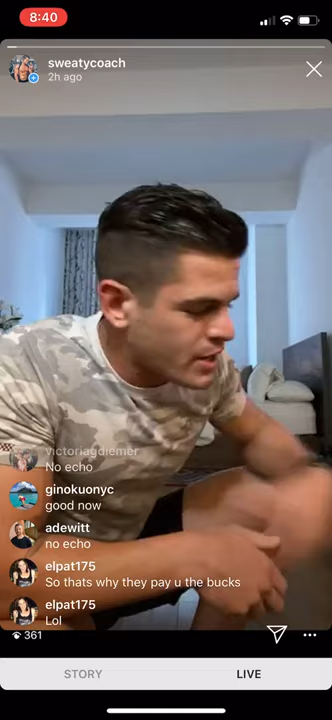 8:40
sweatycoach
2h ago
victoriagdiemer
No echo
ginokuonyc
good now
adewitt
no echo
elpat175
So thats why they pay u the bucks
elpat175
Lol
361
STORY
LIVE